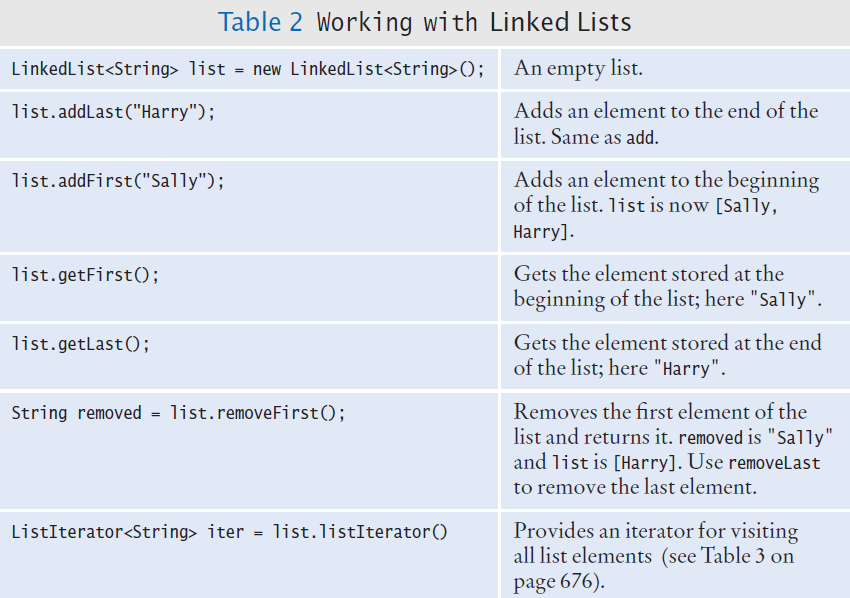 Table 2 Working with Linked Lists
LinkedList<String> list = new LinkedList<String>();
An empty list.
list.addLast("Harry");
Adds an element to the end of the
list. Same as add.
list.addFirst("Sally");
Adds an element to the beginning
of the list. list is now [Sally,
Harry].
list.getFirst();
Gets the element stored at the
beginning of the list; here "Sally".
list.getLast();
Gets the element stored at the end
of the list; here "Harry".
String removed = list.removeFirst();
Removes the first element of the
list and returns it. removed is "Sally"
and list is [Harry]. Use removeLast
to remove the last element.
ListIterator<String> iter = list.listIterator()
Provides an iterator for visiting
all list elements (see Table 3 on
page 676).